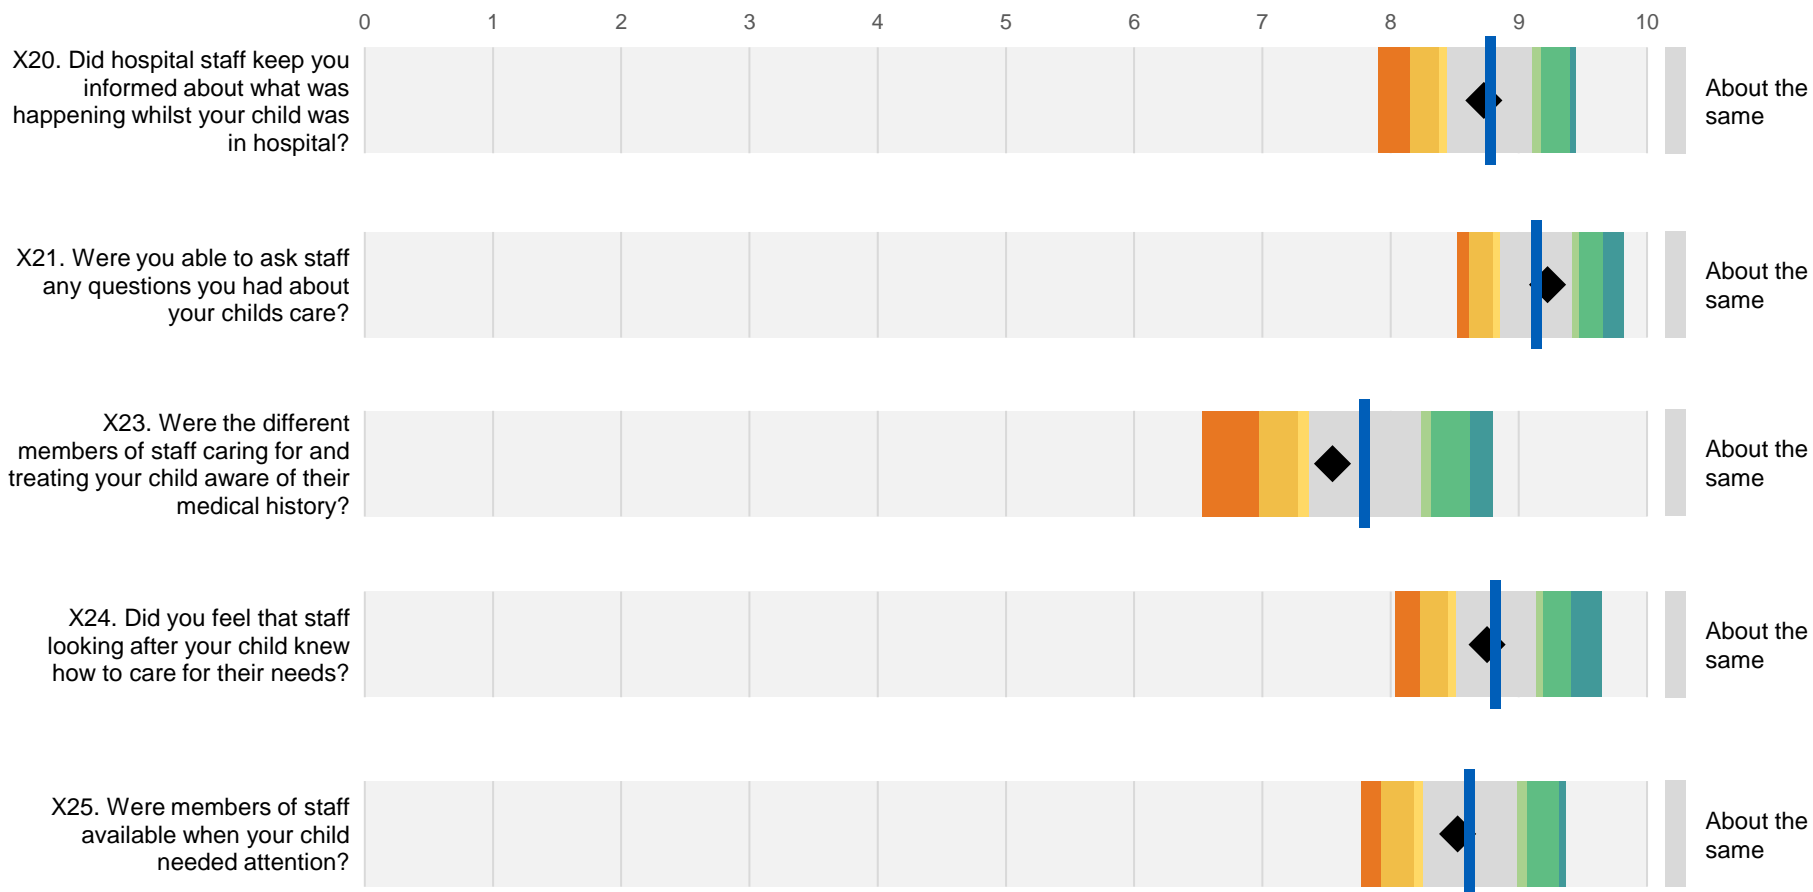 0 1 2 3 4 5 6 7 8 9 10
X20. Did hospital staff keep you
informed about what was
happening whilst your child was
in hospital?
About the
same
X21. Were you able to ask staff
any questions you had about
your childs care?
About the
same
X23. Were the different
members of staff caring for and
treating your child aware of their
medical history?
About the
same
X24. Did you feel that staff
looking after your child knew
how to care for their needs?
About the
same
X25. Were members of staff
available when your child
needed attention?
About the
same